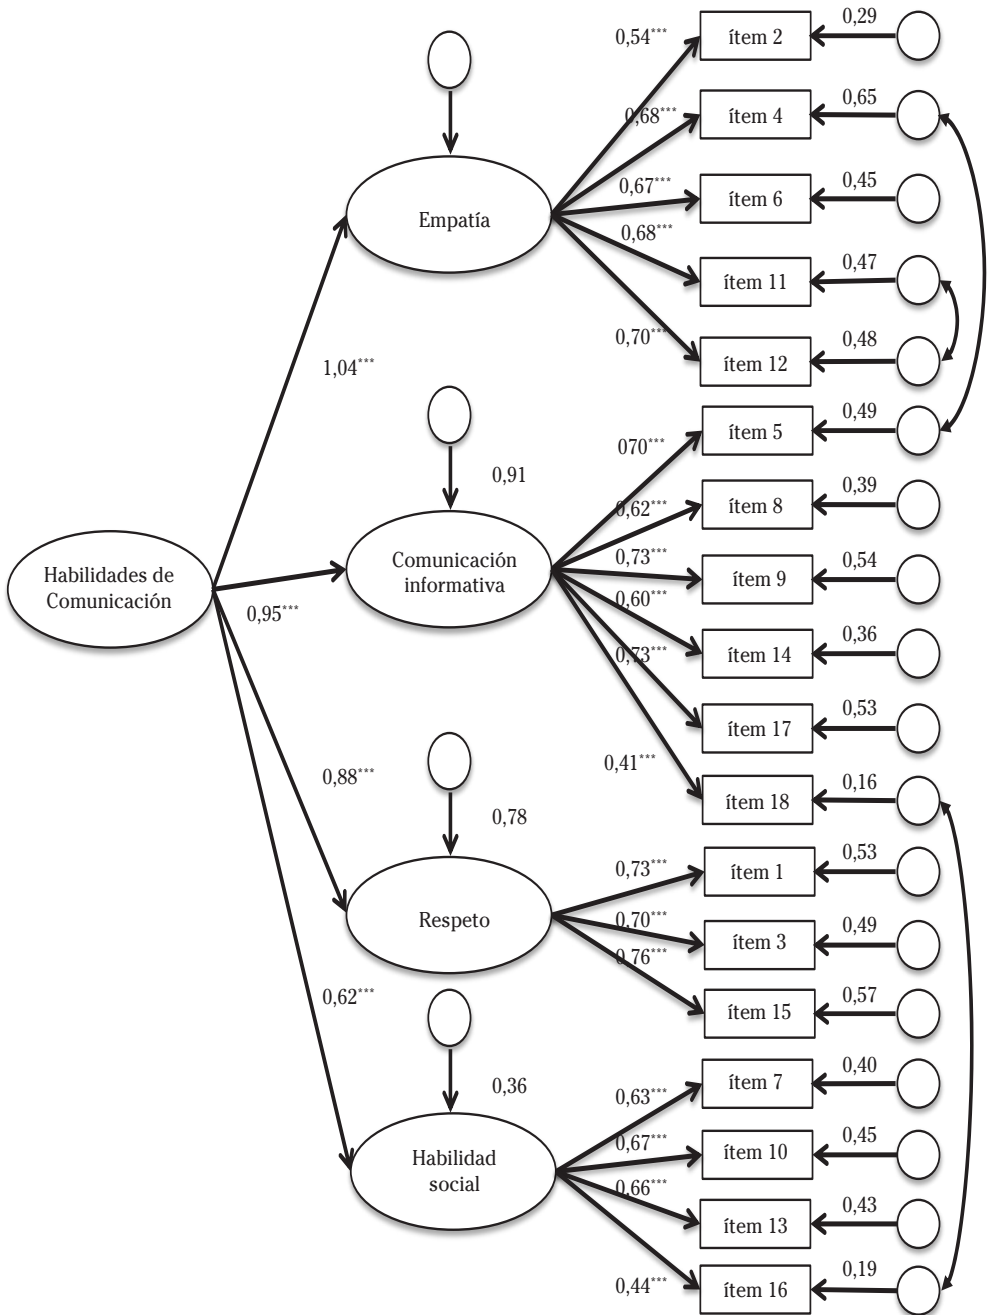 0,54***
ítem 2
0,29
0,68***
ítem 4
0,65
0,67***
ítem 6
0,45
Empatía
0,68***
ítem 11
0,47
0,70***
ítem 12
0,48
1,04***
070***
ítem 5
0,49
0,91
0,62***
ítem 8
0,39
Comunicación
informativa
0,73***
ítem 9
0,54
Habilidades de
Comunicación
0,95***
0,60***
ítem 14
0,36
0,73***
ítem 17
0,53
0,41***
ítem 18
0,16
0,88***
0,78
0,73***
ítem 1
0,53
Respeto
0,70***
ítem 3
0,49
0,76***
ítem 15
0,57
0,62***
0,36
0,63***
ítem 7
0,40
Habilidad
social
0,67***
ítem 10
0,45
0,66***
ítem 13
0,43
0,44***
ítem 16
0,19